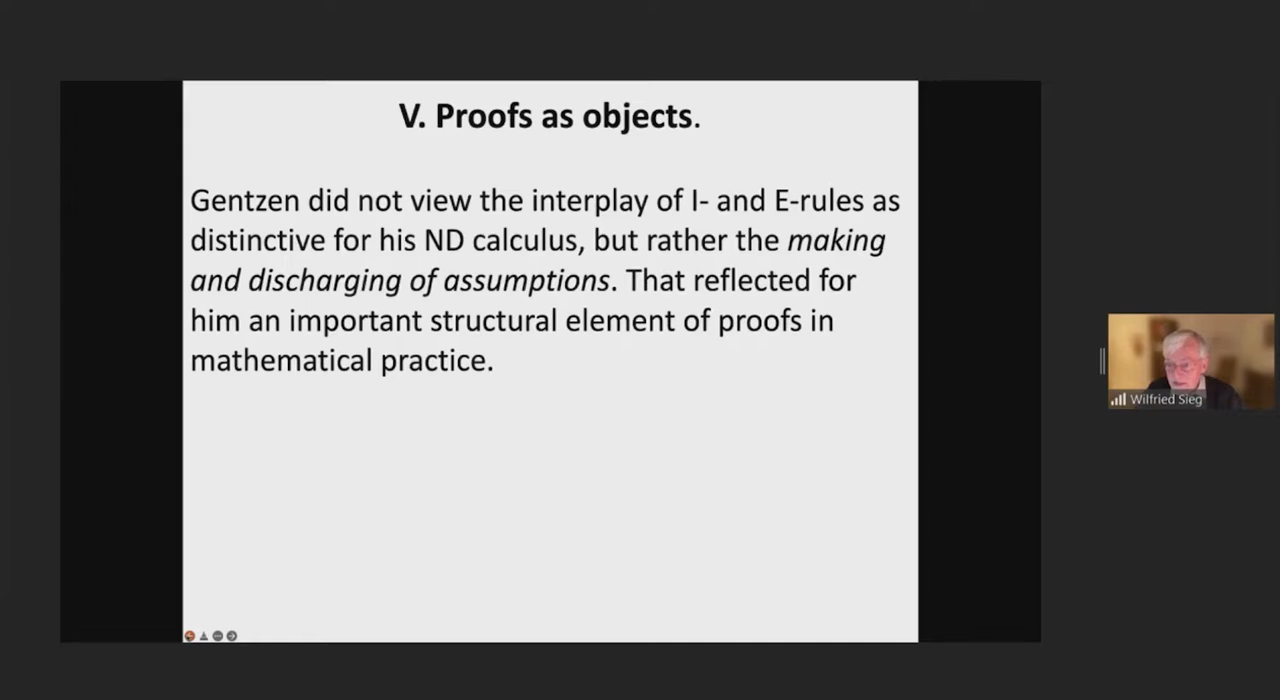 V. Proofs as objects.
Gentzen did not view the interplay of I- and E-rules as
distinctive for his ND calculus, but rather the making
and discharging of assumptions. That reflected for
him an important structural element of proofs in
mathematical practice.
Wilfried Sieg